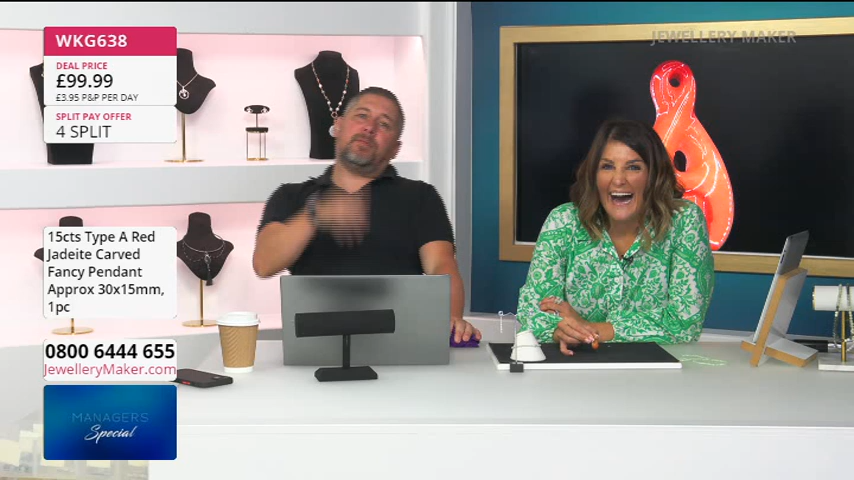 WKG638
DEAL PRICE
£99.99
£3.95 P&P PER DAY
SPLIT PAY OFFER
4 SPLIT
JEWELLERY MAKER
15cts Type A Red
Jadeite Carved
Fancy Pendant
Approx 30x15mm,
1pc
0800 6444 655
JewelleryMaker.com
MANAGERS
Special